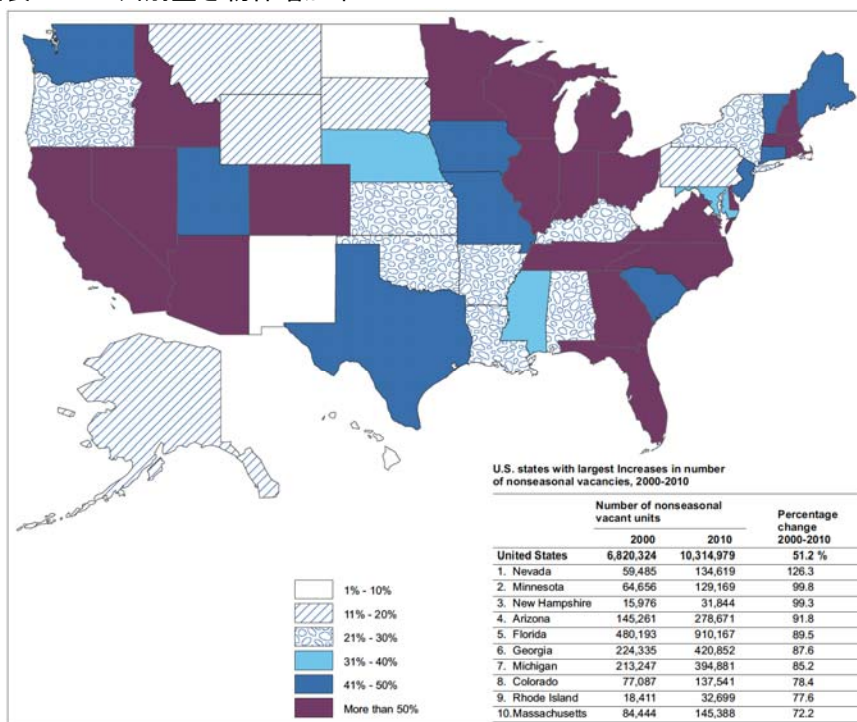 U.S. states with largest Increases in number
of nonseasonal vacancies, 2000-2010
Number of nonseasonal
vacant units
Percentage
change
2000-2010
2000 2010
United States 6,820,324 10,314,979 51.2 %
1. Nevada 59,485 134,619 126.3
2. Minnesota 64,656 129,169 99.8
3. New Hampshire 15,976 31,844 99.3
4. Arizona 145,261 278,671 91.8
5. Florida 480,193 910,167 89.5
6. Georgia 224,335 420,852 87.6
7. Michigan 213,247 394,881 85.2
8. Colorado 77,087 137,541 78.4
9. Rhode Island 18,411 32,699 77.6
10.Massachusetts 84,444 145,388 72.2
1% - 10%
11% - 20%
21% - 30%
31% - 40%
41% - 50%
More than 50%